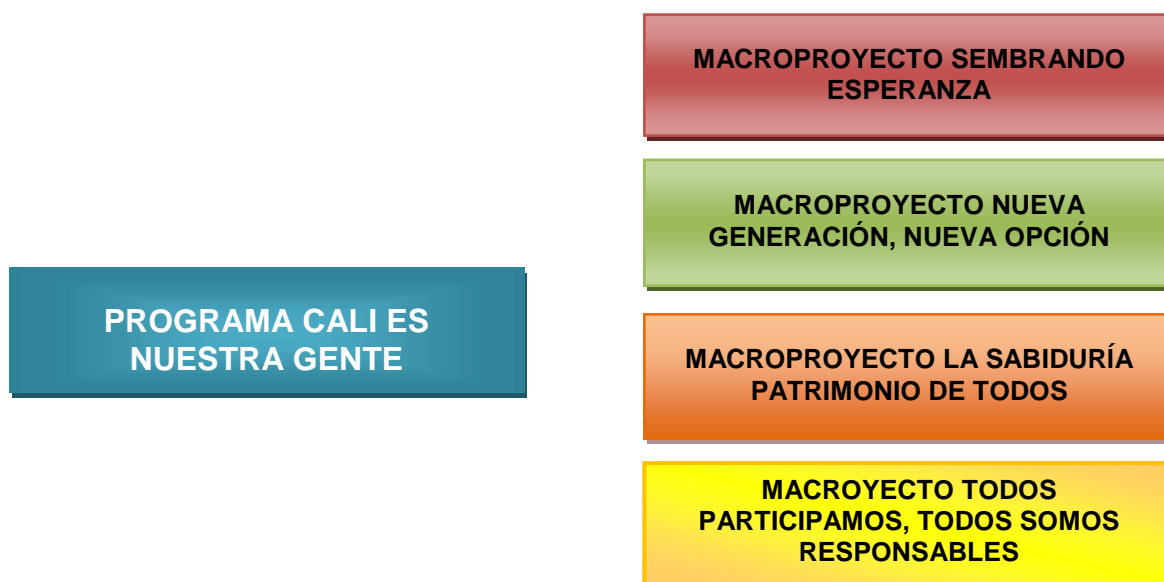 MACROPROYECTO SEMBRANDO
ESPERANZA
MACROPROYECTO NUEVA
GENERACIÓN, NUEVA OPCIÓN
PROGRAMA CALI ES
NUESTRA GENTE
MACROPROYECTO LA SABIDURÍA
PATRIMONIO DE TODOS
MACROYECTO TODOS
PARTICIPAMOS, TODOS SOMOS
RESPONSABLES